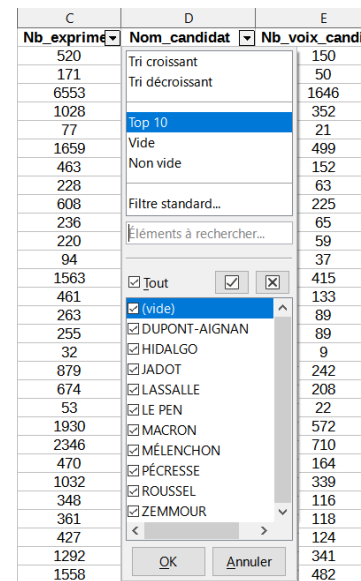 C D E
Nb_exprime Nom_candidat Nb_voix_candi
520 Tri croissant 150
171 Tri décroissant 50
6553 1646
1028 Top 10 352
77 Vide 21
1659 Non vide 499
463 152
228 Filtre standard... 63
608 225
236 Éléments à rechercher... 65
220 59
94 37
1563 Tout 415
461 (vide) 133
263 DUPONT-AIGNAN 89
255 HIDALGO 89
32 JADOT 9
879 LASSALLE 242
674 LE PEN 208
53 MACRON 22
1930 MÉLENCHON 572
2346 PÉCRESSE 710
470 ROUSSEL 164
1032 ZEMMOUR 339
348 116
361 118
427 124
1292 OK Annuler 341
1558 482